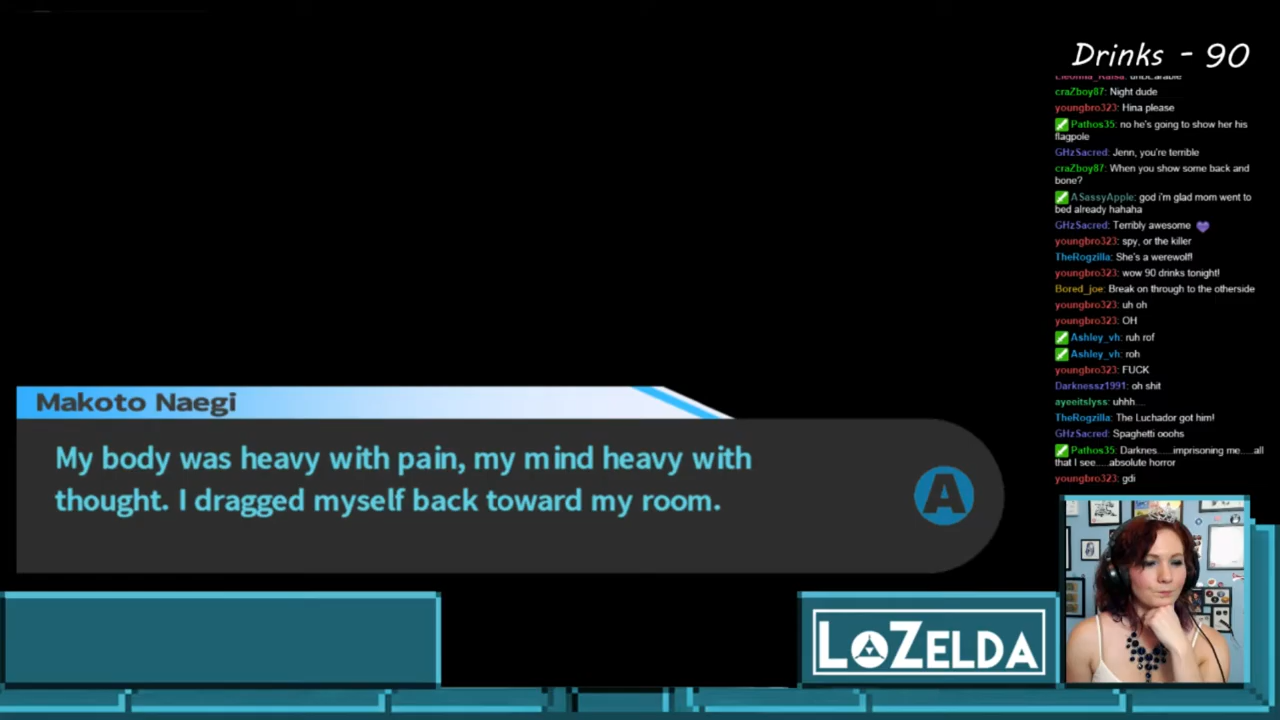 Drinks - 90
craZboy87: Night dude
youngbro323: Hina please
Pathos35: no he's going to show her his
flagpole
GHzSacred: Jenn, you're terrible
craZboy87: When you show some back and
bone?
ASassyApple: god i'm glad mom went to
bed already hahaha
GHzSacred: Terribly awesome
youngbro323: spy, or the killer
TheRogzilla: She's a werewolf!
youngbro323: wow 90 drinks tonight!
Bored_joe: Break on through to the otherside
youngbro323: uh oh
youngbro323: OH
Ashley_vh: ruh rof
Ashley_vh: roh
youngbro323: FUCK
Darknessz1991: oh shit
ayeeitslyss: uhhh....
TheRogzilla: The Luchador got him!
GHzSacred: Spaghetti ooohs
Pathos35: Darknes.....imprisoning me....all
that I see....absolute horror
youngbro323: gdi
Makoto Naegi
My body was heavy with pain, my mind heavy with
thought. I dragged myself back toward my room.
A
LOZELDA